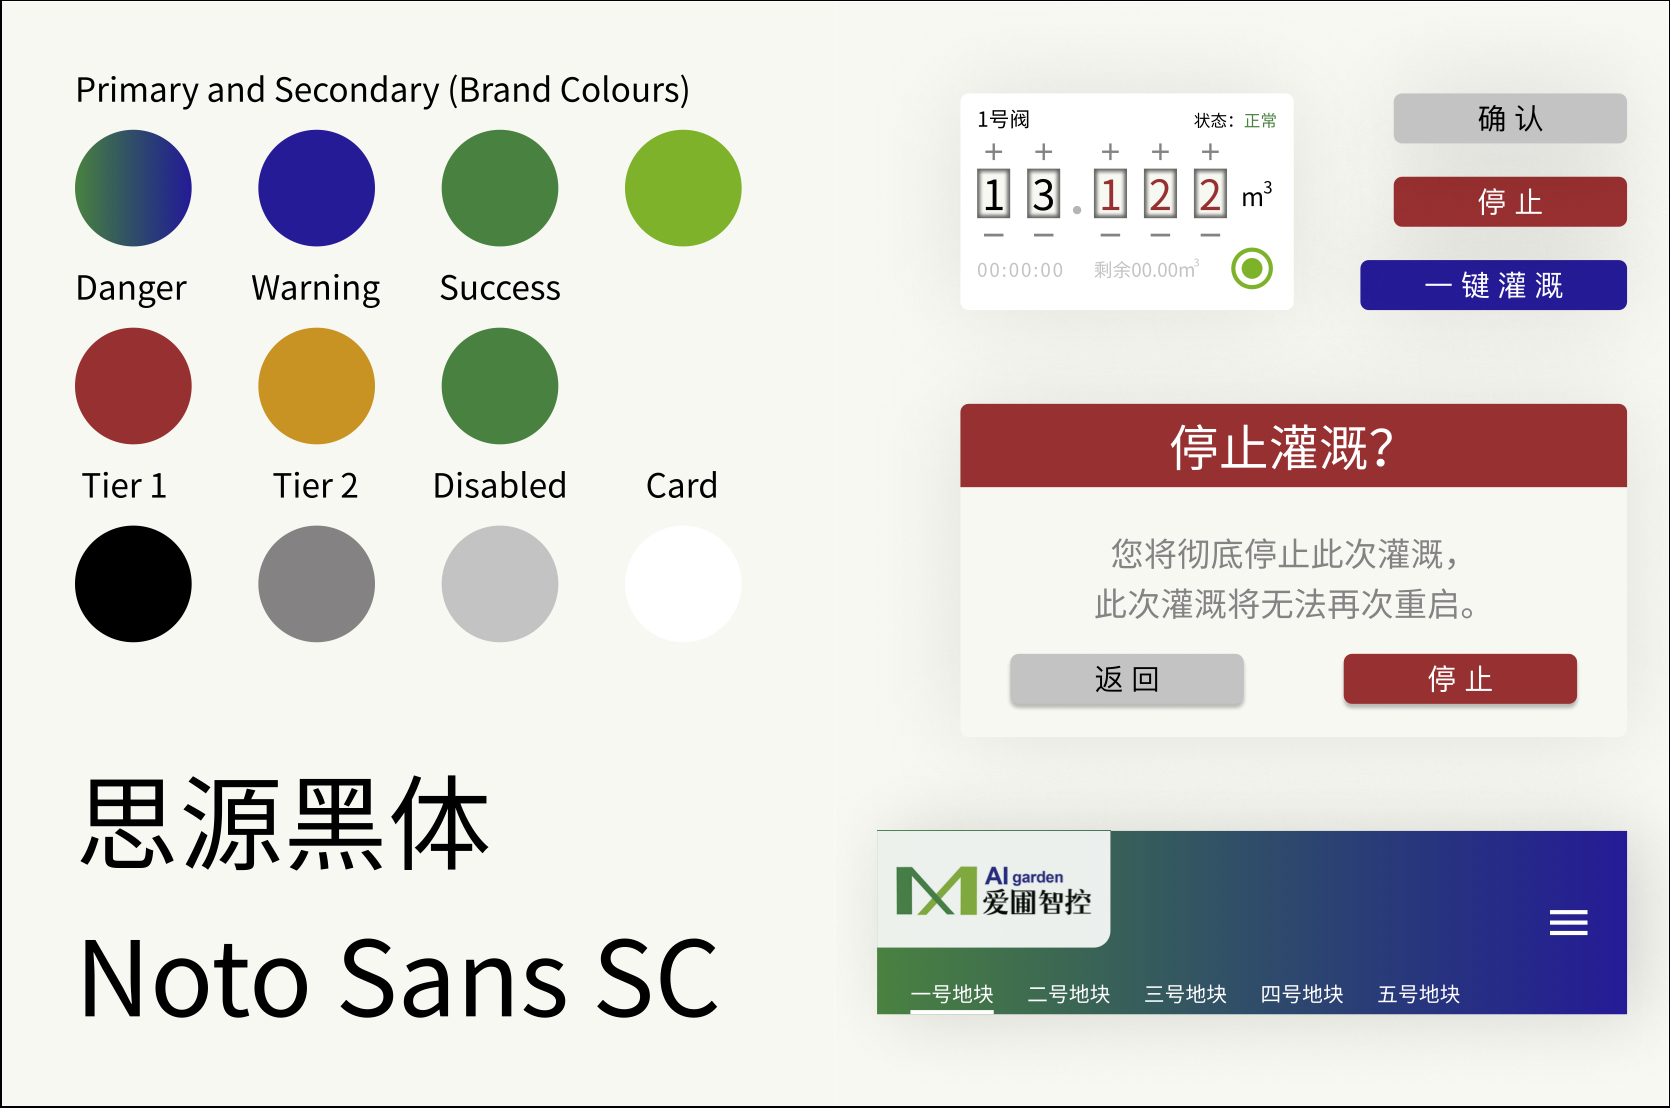 Primary and Secondary (Brand Colours)
Danger
Warning
Success
Tier 1
Tier 2
Disabled
Card
思源黑体
Noto Sans SC
1号阀
状态：正常
+ + + + +
1 3 . 1 2 2 m³
— — — — —
00:00:00
剩余00.00m³
确认
停止
一键灌溉
停止灌溉？
您将彻底停止此次灌溉，
此次灌溉将无法再次重启。
返回
停止
AI garden
爱圃智控
一号地块
二号地块
三号地块
四号地块
五号地块